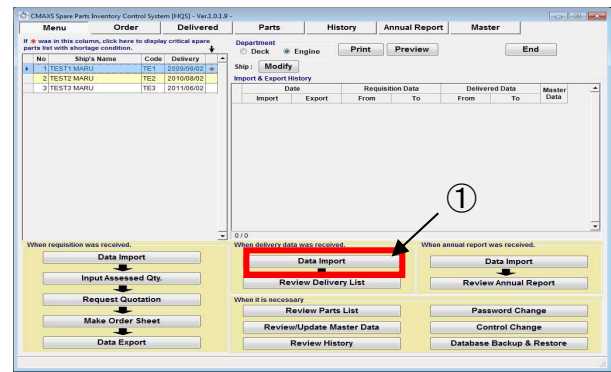 CMAXS Spare Parts Inventory Control System [HQS] - Ver.1.0.1.9 -
Menu Order Delivered Parts History Annual Report Master
If * was in this column, click here to display critical spare
parts list with shortage condition.
No Ship's Name Code Delivery
1 TEST1 MARU TE1 2009/06/02 *
2 TEST2 MARU TE2 2010/08/02
3 TEST3 MARU TE3 2011/06/02
Department
Deck Engine Print Preview End
Ship : Modify
Import & Export History
Date Requisition Data Delivered Data Master
Data
Import Export From To From To
①
0 / 0
When requisition was received.
Data Import
Input Assessed Qty.
Request Quotation
Make Order Sheet
Data Export
When delivery data was received.
Data Import
Review Delivery List
When annual report was received.
Data Import
Review Annual Report
When it is necessary
Review Parts List Password Change
Review/Update Master Data Control Change
Review History Database Backup & Restore